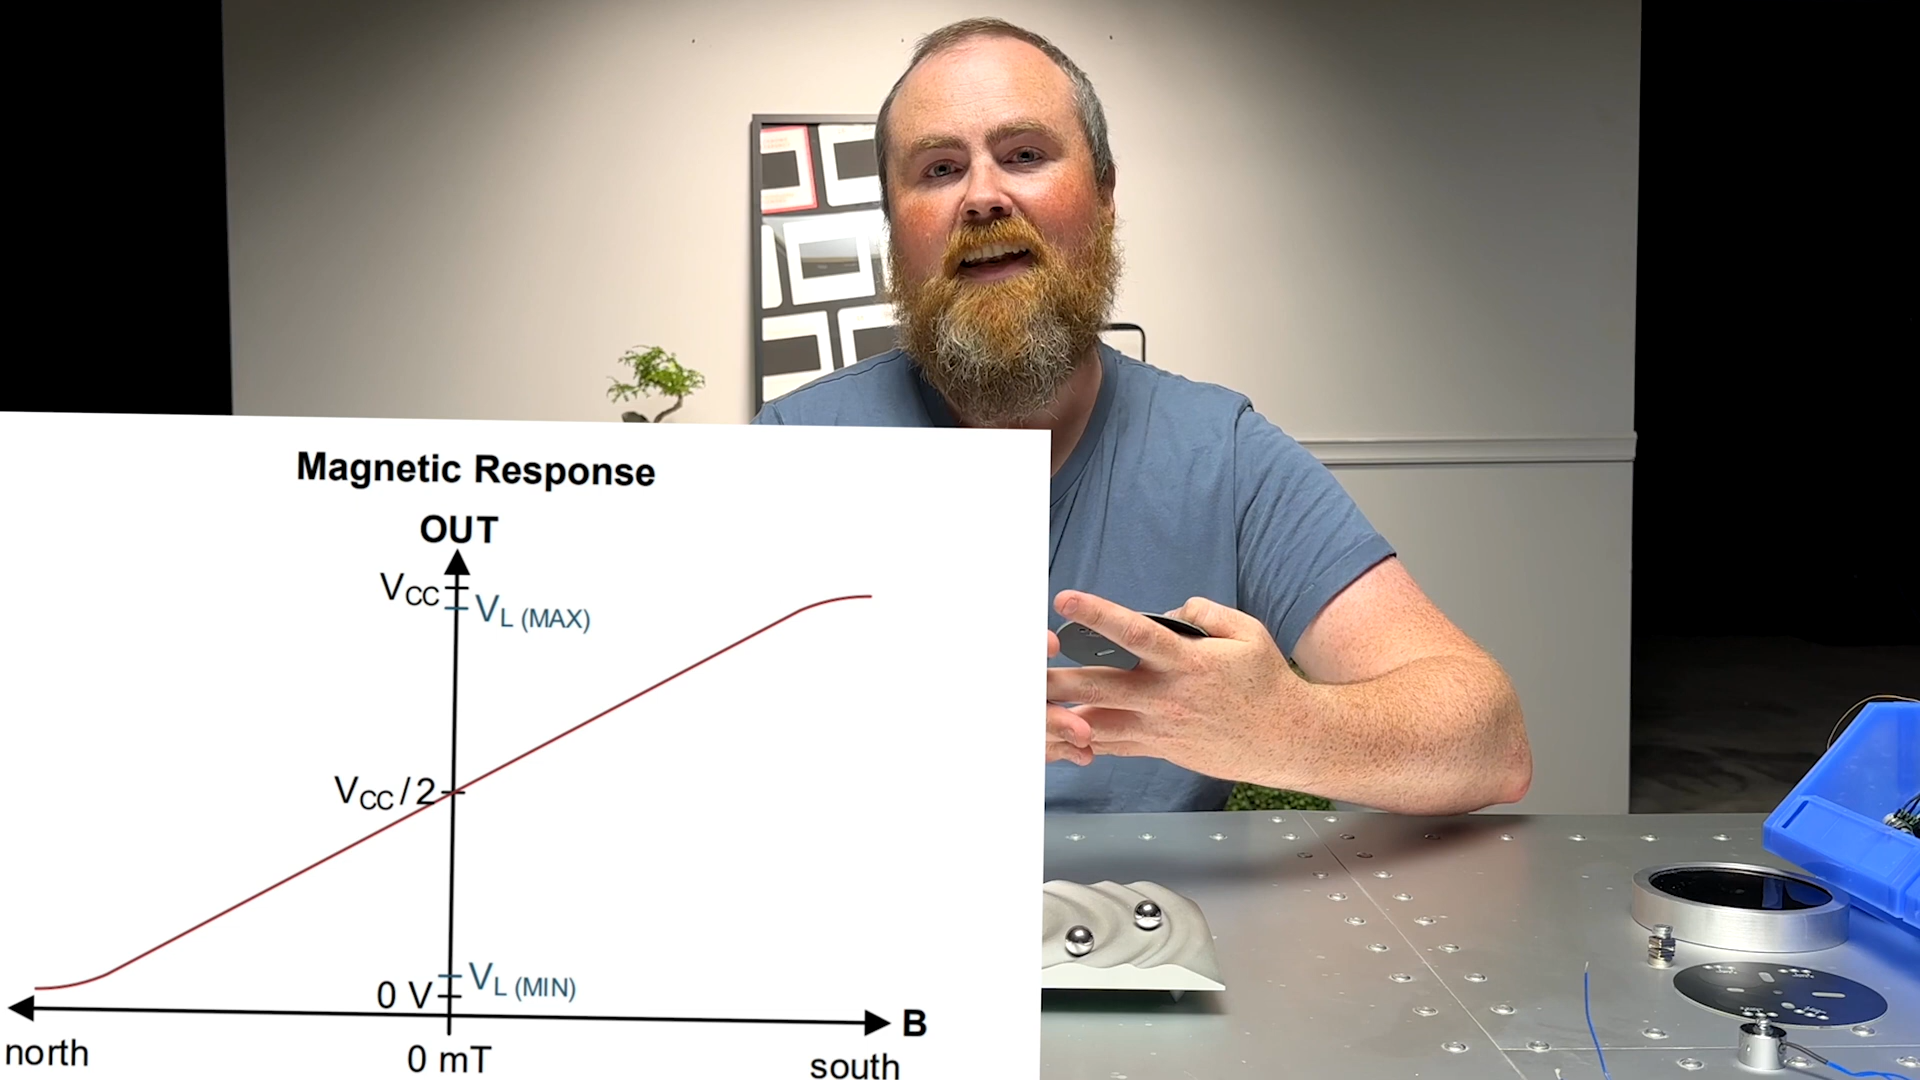 Magnetic Response
OUT
VCC
VL (MAX)
VCC / 2
VL (MIN)
0 V
B
north
0 mT
south